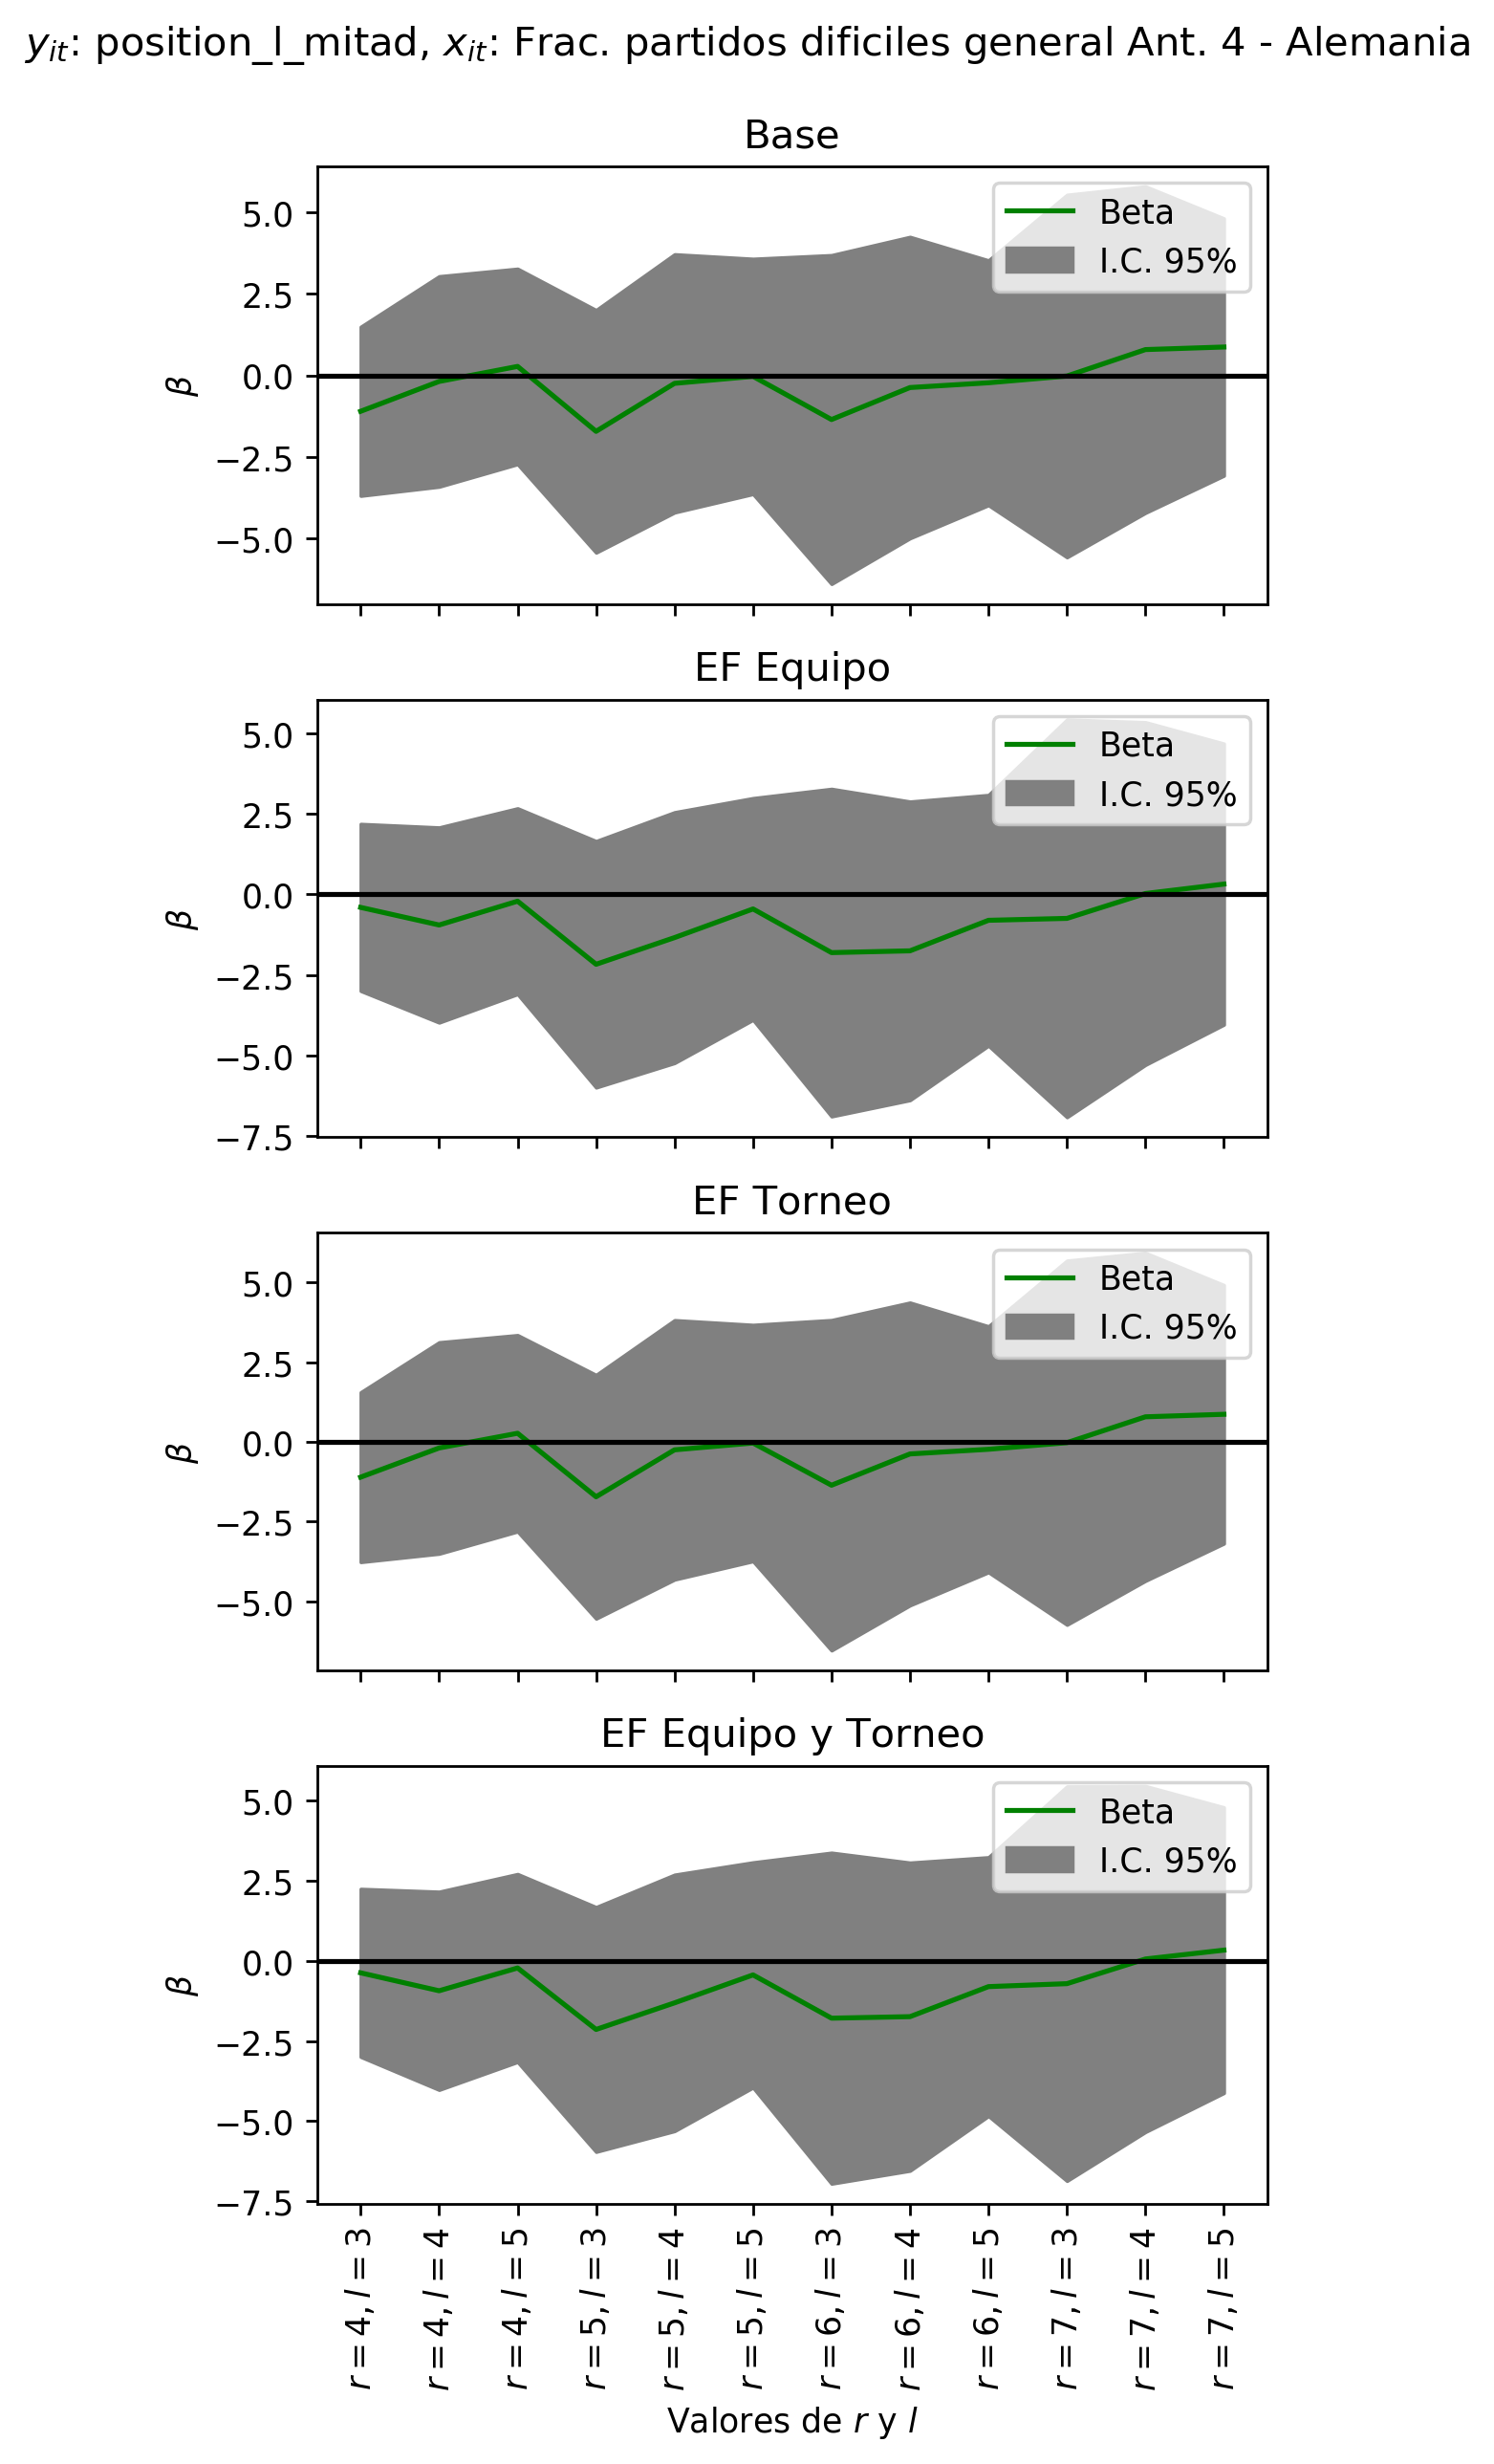 y_it: position_l_mitad, x_it: Frac. partidos dificiles general Ant. 4 - Alemania
Base
5.0
2.5
0.0
−2.5
−5.0
β
Beta
I.C. 95%
EF Equipo
5.0
2.5
0.0
−2.5
−5.0
−7.5
β
Beta
I.C. 95%
EF Torneo
5.0
2.5
0.0
−2.5
−5.0
β
Beta
I.C. 95%
EF Equipo y Torneo
5.0
2.5
0.0
−2.5
−5.0
−7.5
β
Beta
I.C. 95%
r = 4, l = 3
r = 4, l = 4
r = 4, l = 5
r = 5, l = 3
r = 5, l = 4
r = 5, l = 5
r = 6, l = 3
r = 6, l = 4
r = 6, l = 5
r = 7, l = 3
r = 7, l = 4
r = 7, l = 5
Valores de r y l